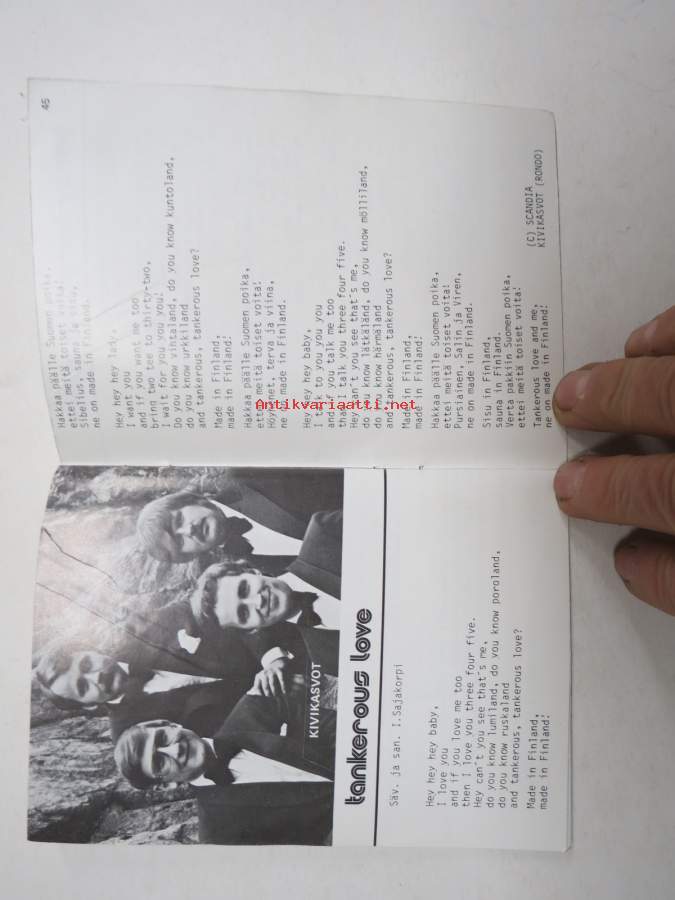 KIVIKASVOT
tankerous love
Säv. ja san. I.Sajakorpi
Hey hey hey baby,
I love you
and if you love me too
then I love you three four five.
Hey can't you see that's me,
do you know lumiland, do you know poroland,
do you know ruskaland
and tankerous, tankerous love?
Made in Finland,
made in Finland!
45
Hakkaa päälle Suomen poika,
ettei meitä toiset voita!
Sibelius, sauna ja
ne on made in
Hey hey hey
I want you
and if you want me too,
bring two tee to thirty-two,
I wait for you you you!
Do you know vihtaland, do you know kuntoland,
do you know urkkiland
and tankerous, tankerous love?
Made in Finland,
made in Finland!
Hakkaa päälle Suomen poika,
ettei meitä toiset voita!
Höyhenet, terva ja viina,
ne on made in Finland.
Hey hey hey baby,
I talk to you you you
and if you talk me too
than I talk you three four five.
Hey can't you see that's me,
do you know lätkäland, do you know mölliland,
do you know härmäland
and tankerous, tankerous love?
Made in Finland,
made in Finland!
Hakkaa päälle Suomen poika,
ettei meitä toiset voita!
Pursiainen, Salin ja Viren,
ne on made in Finland.
Sisu in Finland,
sauna in Finland.
Verta pakkiin Suomen poika,
ettei meitä toiset voita!
Tankerous love and me,
ne on made in Finland!
(C) SCANDIA
KIVIKASVOT (RONDO)
Antikvariaatti.net